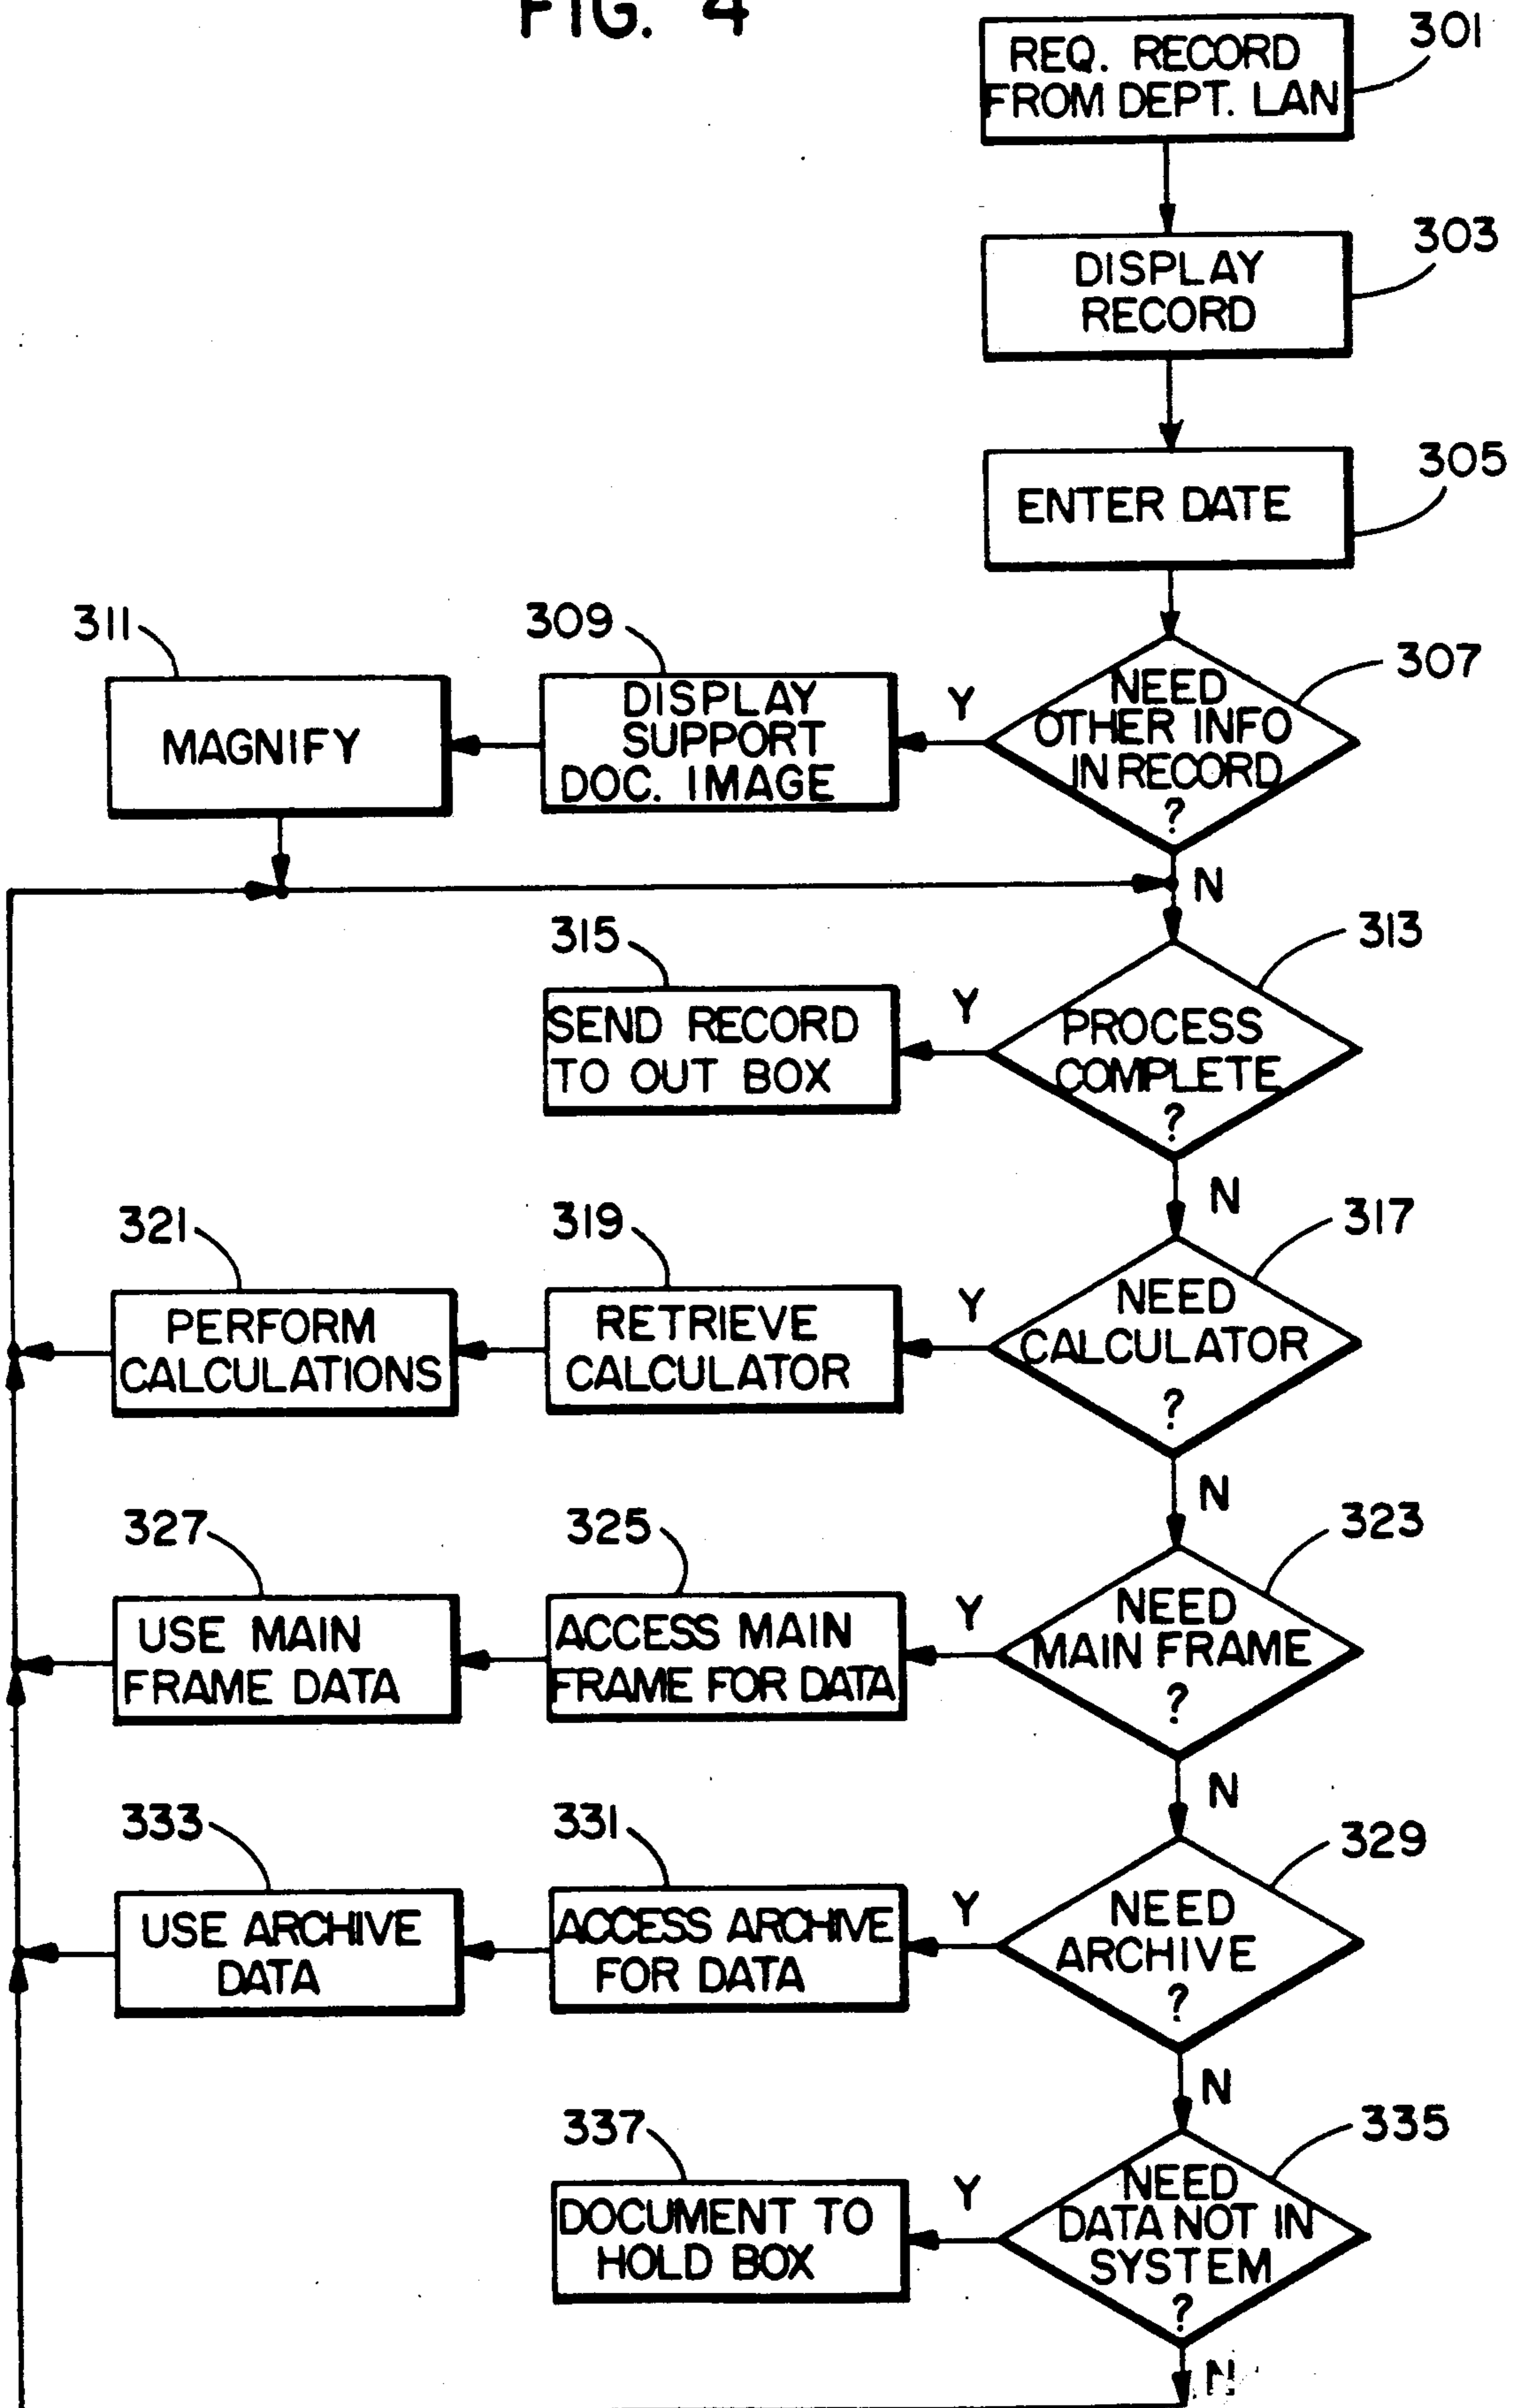 FIG. 4
REQ. RECORD
FROM DEPT. LAN
301
DISPLAY
RECORD
303
ENTER DATE
305
311
MAGNIFY
309
DISPLAY
SUPPORT
DOC. IMAGE
Y
NEED
OTHER INFO
IN RECORD
?
307
N
315
SEND RECORD
TO OUT BOX
Y
PROCESS
COMPLETE
?
313
N
321
PERFORM
CALCULATIONS
319
RETRIEVE
CALCULATOR
Y
NEED
CALCULATOR
?
317
N
327
USE MAIN
FRAME DATA
325
ACCESS MAIN
FRAME FOR DATA
Y
NEED
MAIN FRAME
?
323
N
333
USE ARCHIVE
DATA
331
ACCESS ARCHIVE
FOR DATA
Y
NEED
ARCHIVE
?
329
N
337
DOCUMENT TO
HOLD BOX
Y
NEED
DATA NOT IN
SYSTEM
?
335
N